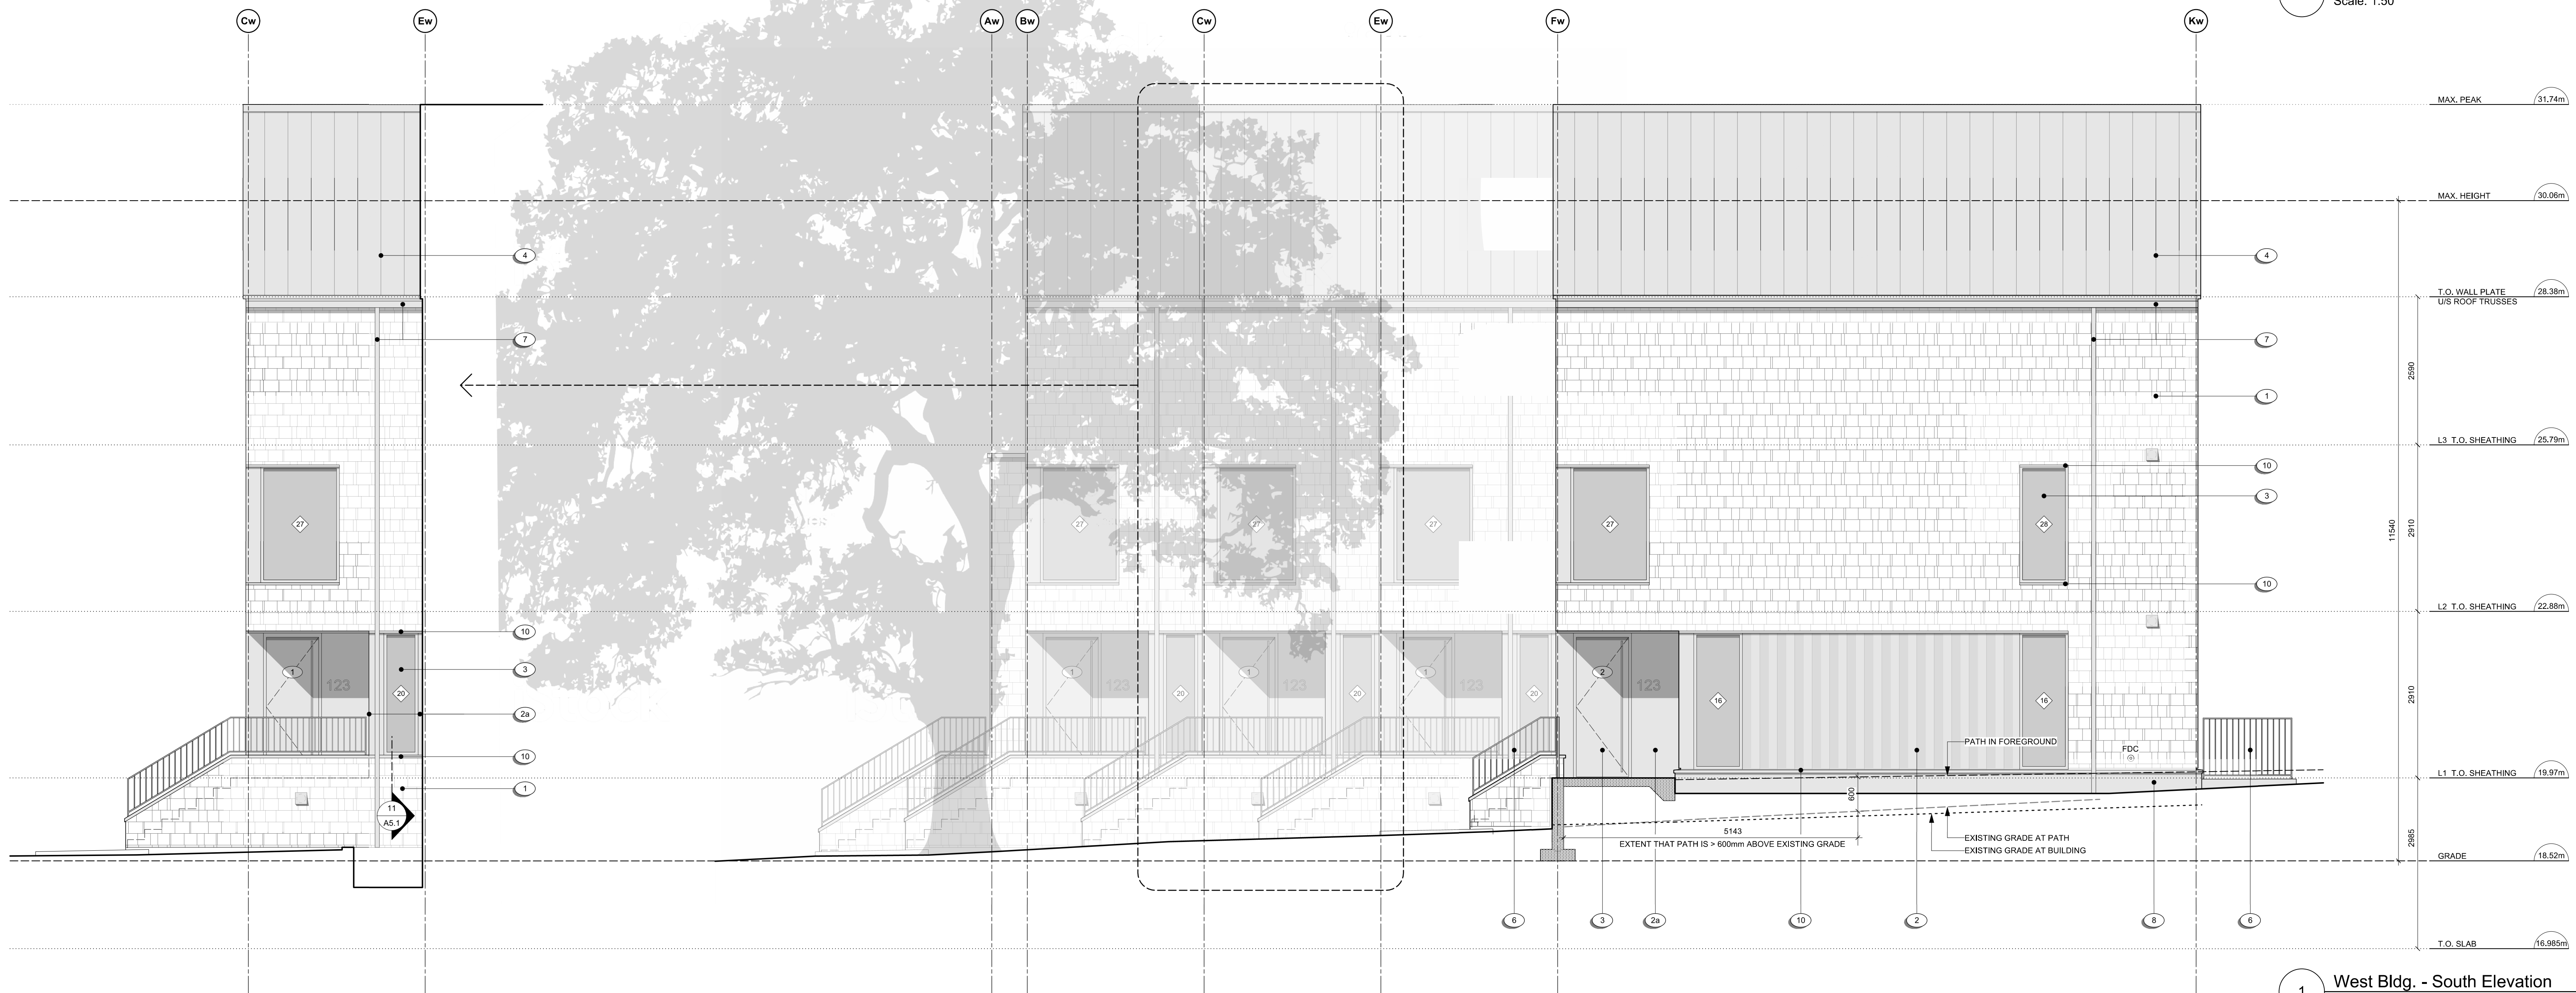 Scale: 1:50
Cw
Ew
Aw
Bw
Cw
Ew
Fw
Kw
MAX. PEAK 31.74m
MAX. HEIGHT 30.06m
4
4
T.O. WALL PLATE 28.38m
U/S ROOF TRUSSES
7
7
2590
1
L3 T.O. SHEATHING 25.79m
10
3
27
27
27
27
27
28
2910
11540
10
L2 T.O. SHEATHING 22.88m
10
3
1
123
20
1
123
20
1
123
20
1
123
20
2
123
16
16
2910
2a
10
PATH IN FOREGROUND
FDC
L1 T.O. SHEATHING 19.97m
1
11
A5.1
600
5143
EXTENT THAT PATH IS > 600mm ABOVE EXISTING GRADE
EXISTING GRADE AT PATH
EXISTING GRADE AT BUILDING
2985
GRADE 18.52m
6
3
2a
10
2
8
6
T.O. SLAB 16.985m
1
West Bldg. - South Elevation